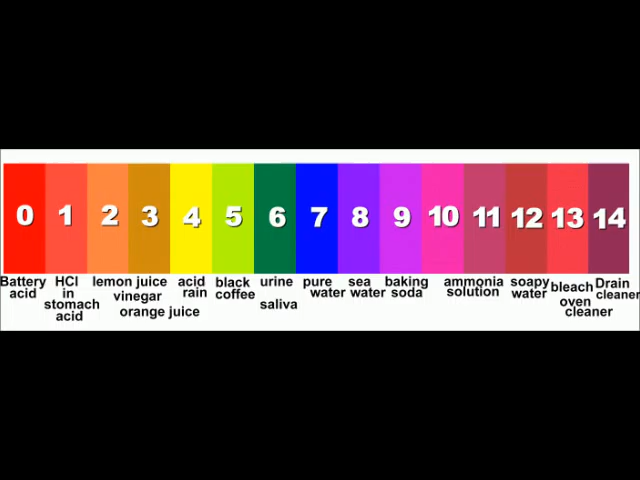 0 1 2 3 4 5 6 7 8 9 10 11 12 13 14
Battery acid
HCl in stomach acid
lemon juice
vinegar
orange juice
acid rain
black coffee
urine
saliva
pure water
sea water
baking soda
ammonia solution
soapy water
bleach
oven cleaner
Drain cleaner